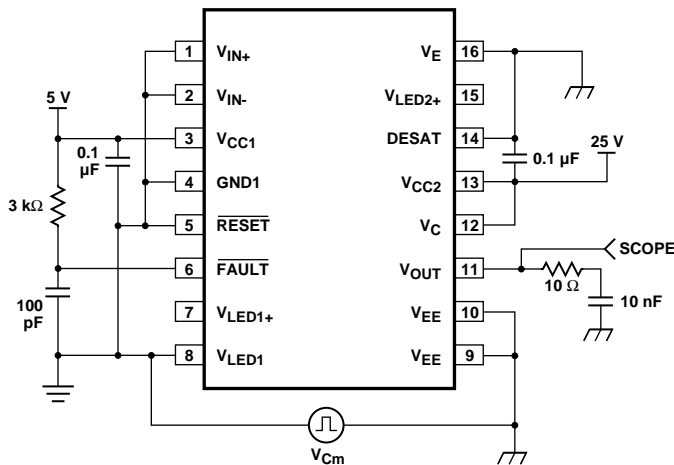 1 V_IN+ V_E 16
2 V_IN- V_LED2+ 15
5 V
3 V_CC1 DESAT 14
0.1 µF
25 V
0.1 µF
4 GND1 V_CC2 13
3 kΩ
5 R̅E̅S̅E̅T̅ V_C 12
SCOPE
6 F̅A̅U̅L̅T̅ V_OUT 11
10 Ω
10 nF
100 pF
7 V_LED1+ V_EE 10
8 V_LED1 V_EE 9
V_Cm